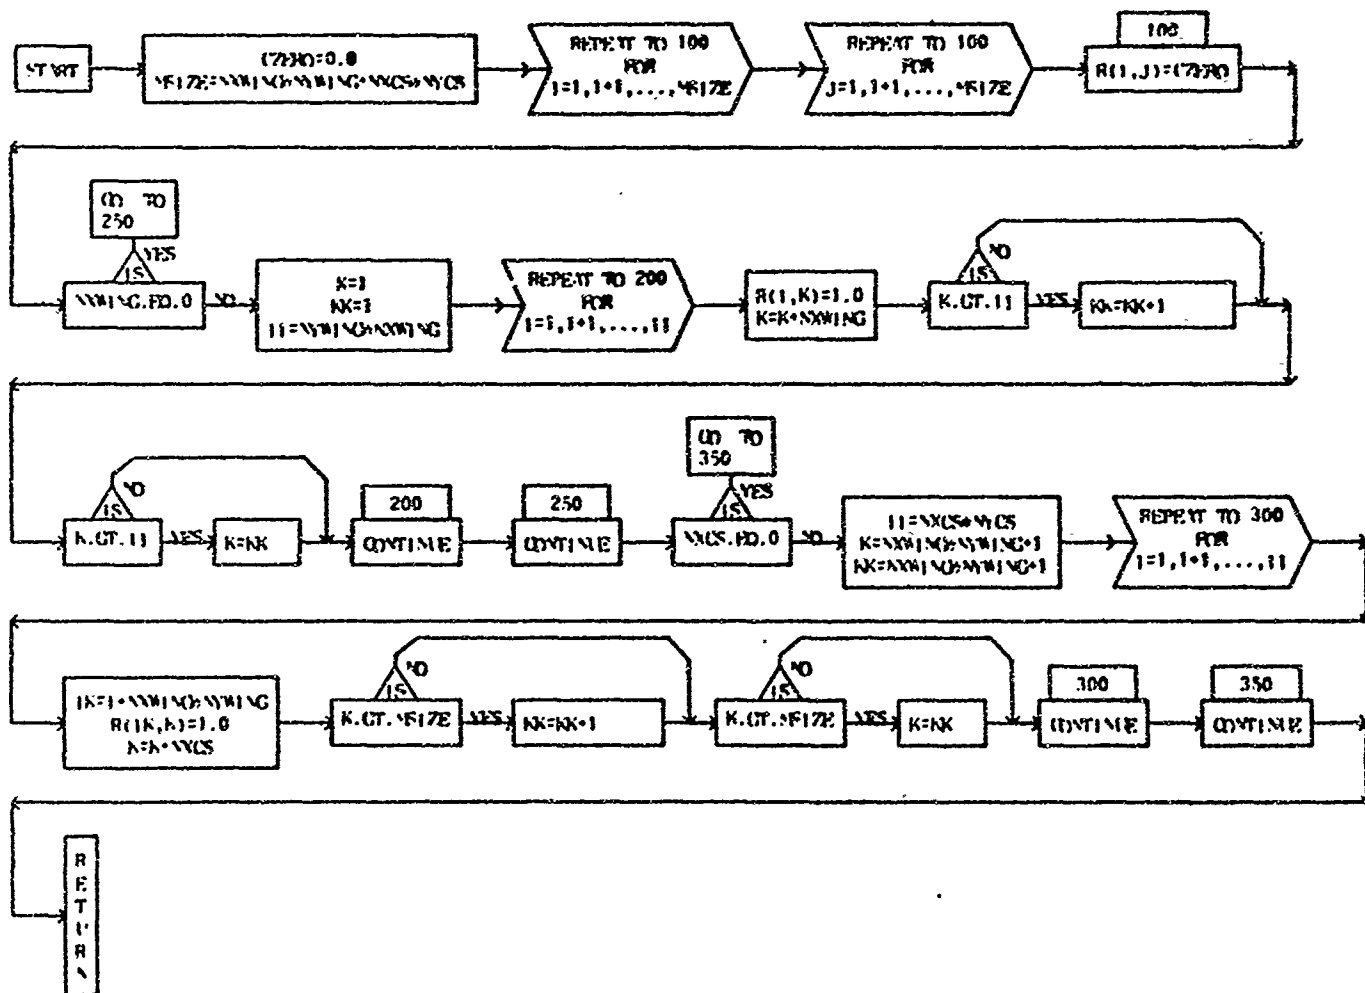 START
CZERO=0.0
MSIZE=NXWING*NYWING+NXCS*NYCS
REPEAT TO 100
FOR
I=1,1+1,...,MSIZE
REPEAT TO 100
FOR
J=1,1+1,...,MSIZE
100
R(I,J)=CZERO
GO TO
250
YES
IS
NXWING.EQ.0
NO
K=1
KK=1
II=NYWING*NXWING
REPEAT TO 200
FOR
I=1,1+1,...,II
R(I,K)=1.0
K=K+NXWING
NO
IS
K.GT.II
YES
KK=KK+1
NO
IS
K.GT.II
YES
K=KK
200
CONTINUE
250
CONTINUE
GO TO
350
YES
IS
NXCS.EQ.0
NO
II=NXCS*NYCS
K=NXWING*NYWING+1
KK=NXWING*NYWING+1
REPEAT TO 300
FOR
I=1,1+1,...,II
IK=I+NXWING*NYWING
R(IK,K)=1.0
K=K+NXCS
NO
IS
K.GT.MSIZE
YES
KK=KK+1
NO
IS
K.GT.MSIZE
YES
K=KK
300
CONTINUE
350
CONTINUE
RETURN